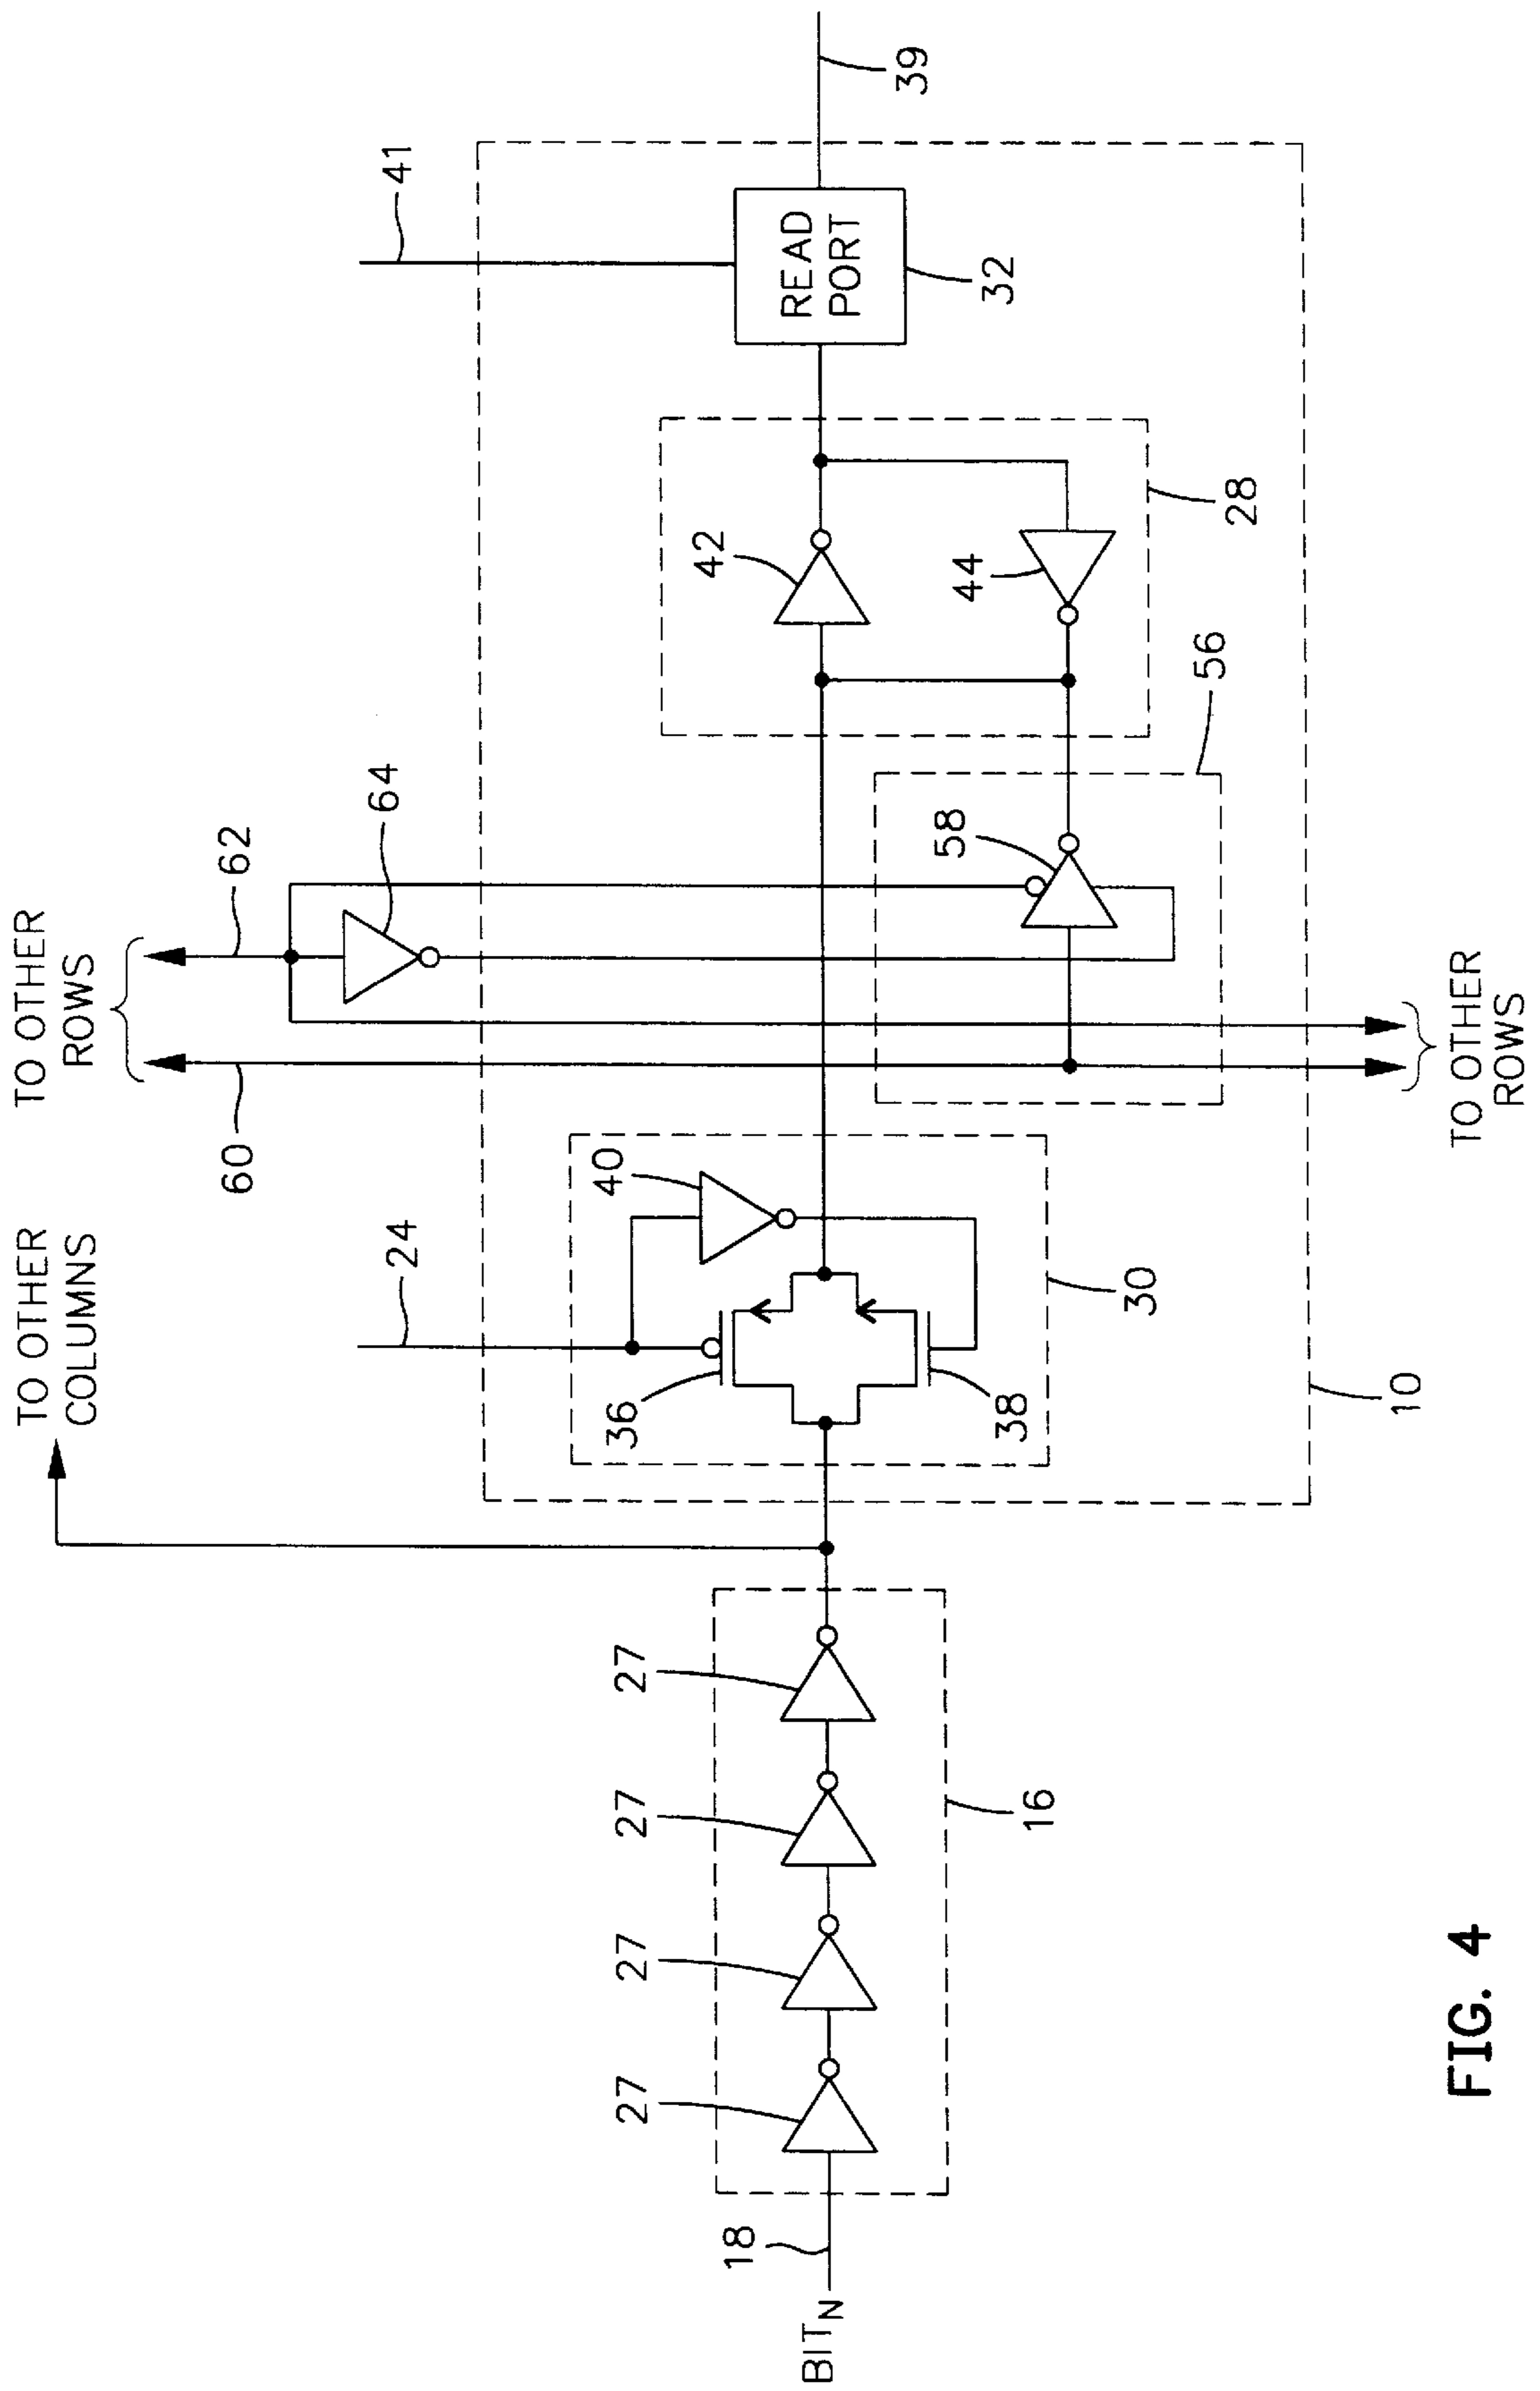 TO OTHER
COLUMNS
TO OTHER
ROWS
60
62
64
24
41
39
36
40
38
30
42
44
28
58
56
READ
PORT
32
10
TO OTHER
ROWS
27
27
27
27
16
18
BITN
FIG. 4